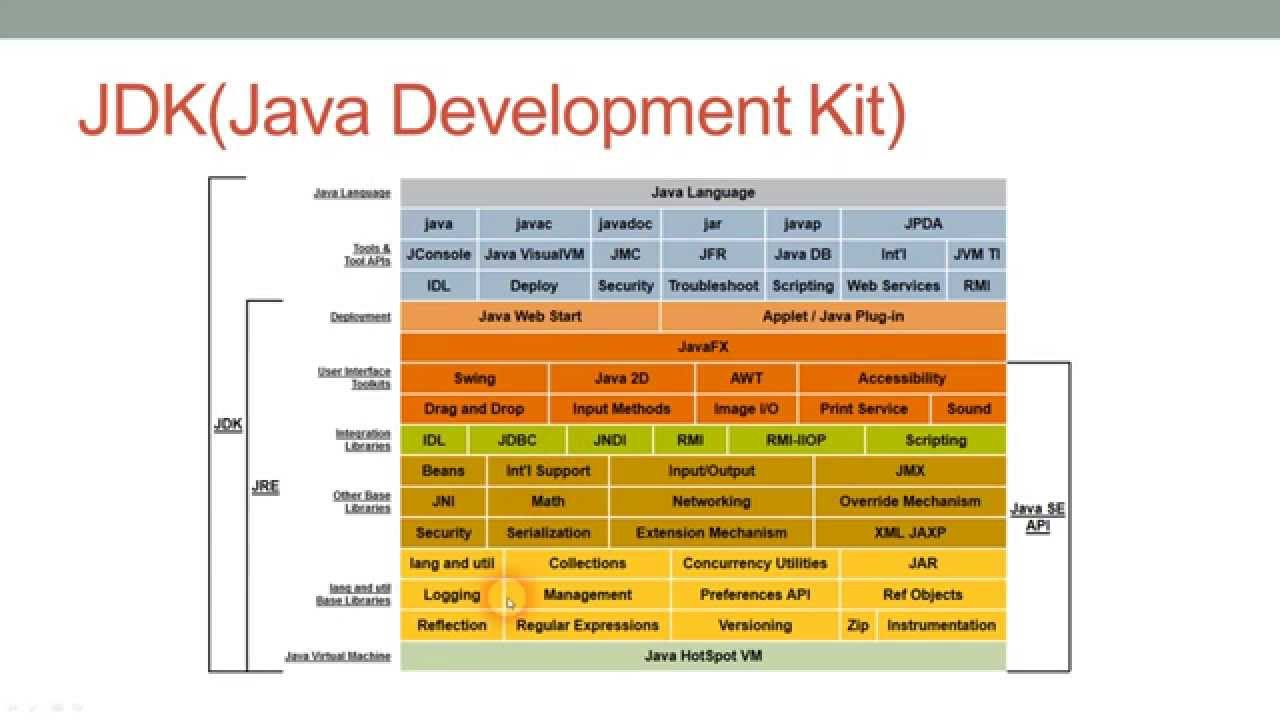 JDK(Java Development Kit)
Java Language
Java Language
java javac javadoc jar javap JPDA
Tools &
Tool APIs
JConsole Java VisualVM JMC JFR Java DB Int'l JVM TI
IDL Deploy Security Troubleshoot Scripting Web Services RMI
Deployment
Java Web Start Applet / Java Plug-in
JavaFX
User Interface
Toolkits
Swing Java 2D AWT Accessibility
Drag and Drop Input Methods Image I/O Print Service Sound
Integration
Libraries
IDL JDBC JNDI RMI RMI-IIOP Scripting
JDK
JRE
Other Base
Libraries
Beans Int'l Support Input/Output JMX
JNI Math Networking Override Mechanism
Security Serialization Extension Mechanism XML JAXP
Java SE
API
lang and util
Base Libraries
lang and util Collections Concurrency Utilities JAR
Logging Management Preferences API Ref Objects
Reflection Regular Expressions Versioning Zip Instrumentation
Java Virtual Machine
Java HotSpot VM